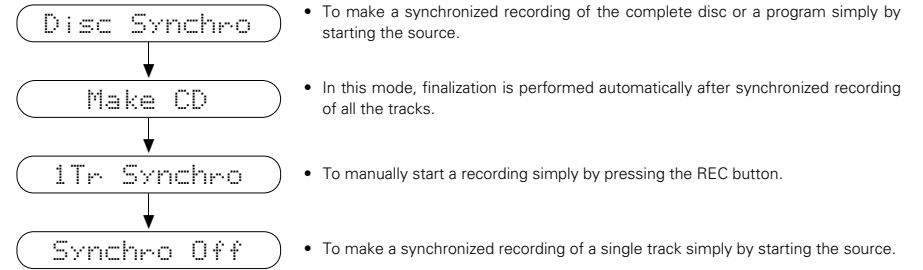 Disc Synchro
• To make a synchronized recording of the complete disc or a program simply by
starting the source.
Make CD
• In this mode, finalization is performed automatically after synchronized recording
of all the tracks.
1Tr Synchro
• To manually start a recording simply by pressing the REC button.
Synchro Off
• To make a synchronized recording of a single track simply by starting the source.